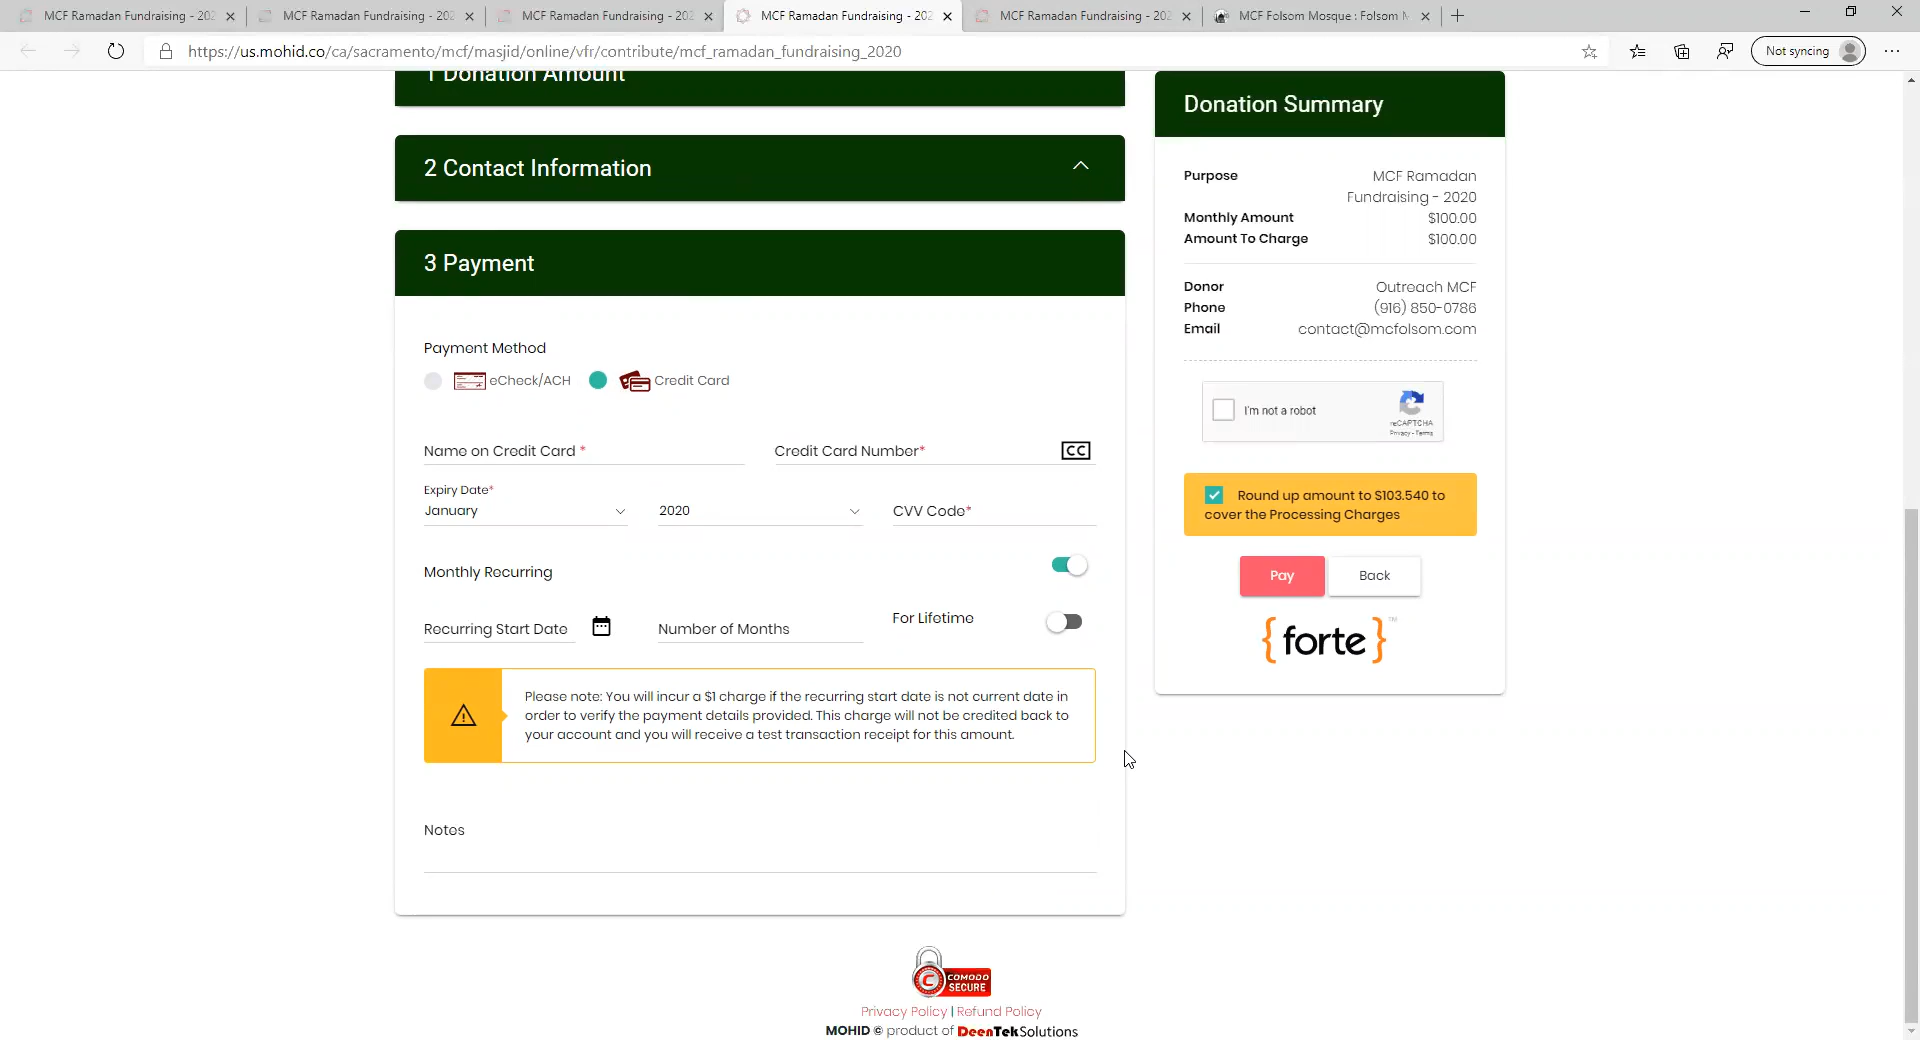 MCF Ramadan Fundraising - 202
MCF Ramadan Fundraising - 202
MCF Ramadan Fundraising - 202
MCF Ramadan Fundraising - 202
MCF Ramadan Fundraising - 202
MCF Folsom Mosque : Folsom M
https://us.mohid.co/ca/sacramento/mcf/masjid/online/vfr/contribute/mcf_ramadan_fundraising_2020
Not syncing
1 Donation Amount
2 Contact Information
3 Payment
Payment Method
eCheck/ACH
Credit Card
Name on Credit Card *
Credit Card Number*
CC
Expiry Date*
January
2020
CVV Code*
Monthly Recurring
Recurring Start Date
Number of Months
For Lifetime
Please note: You will incur a $1 charge if the recurring start date is not current date in
order to verify the payment details provided. This charge will not be credited back to
your account and you will receive a test transaction receipt for this amount.
Notes
Donation Summary
Purpose MCF Ramadan
Fundraising - 2020
Monthly Amount $100.00
Amount To Charge $100.00
Donor Outreach MCF
Phone (916) 850-0786
Email contact@mcfolsom.com
I'm not a robot
reCAPTCHA
Privacy - Terms
Round up amount to $103.540 to
cover the Processing Charges
Pay
Back
{forte}™
C COMODO
SECURE
Privacy Policy | Refund Policy
MOHID © product of DeenTekSolutions